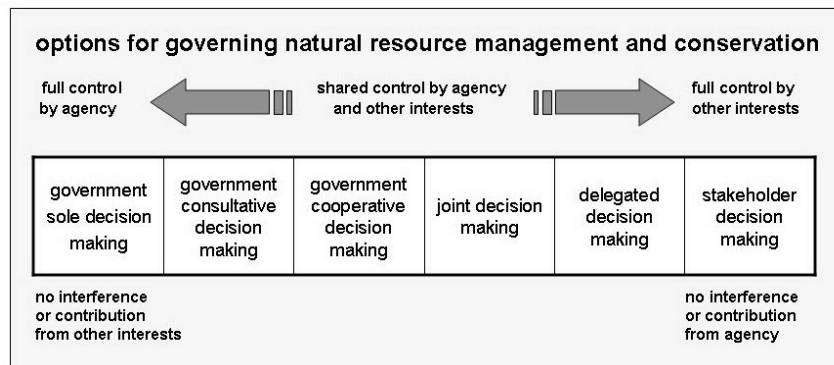 options for governing natural resource management and conservation
full control
by agency
shared control by agency
and other interests
full control by
other interests
government
sole decision
making
government
consultative
decision
making
government
cooperative
decision
making
joint decision
making
delegated
decision
making
stakeholder
decision
making
no interference
or contribution
from other interests
no interference
or contribution
from agency